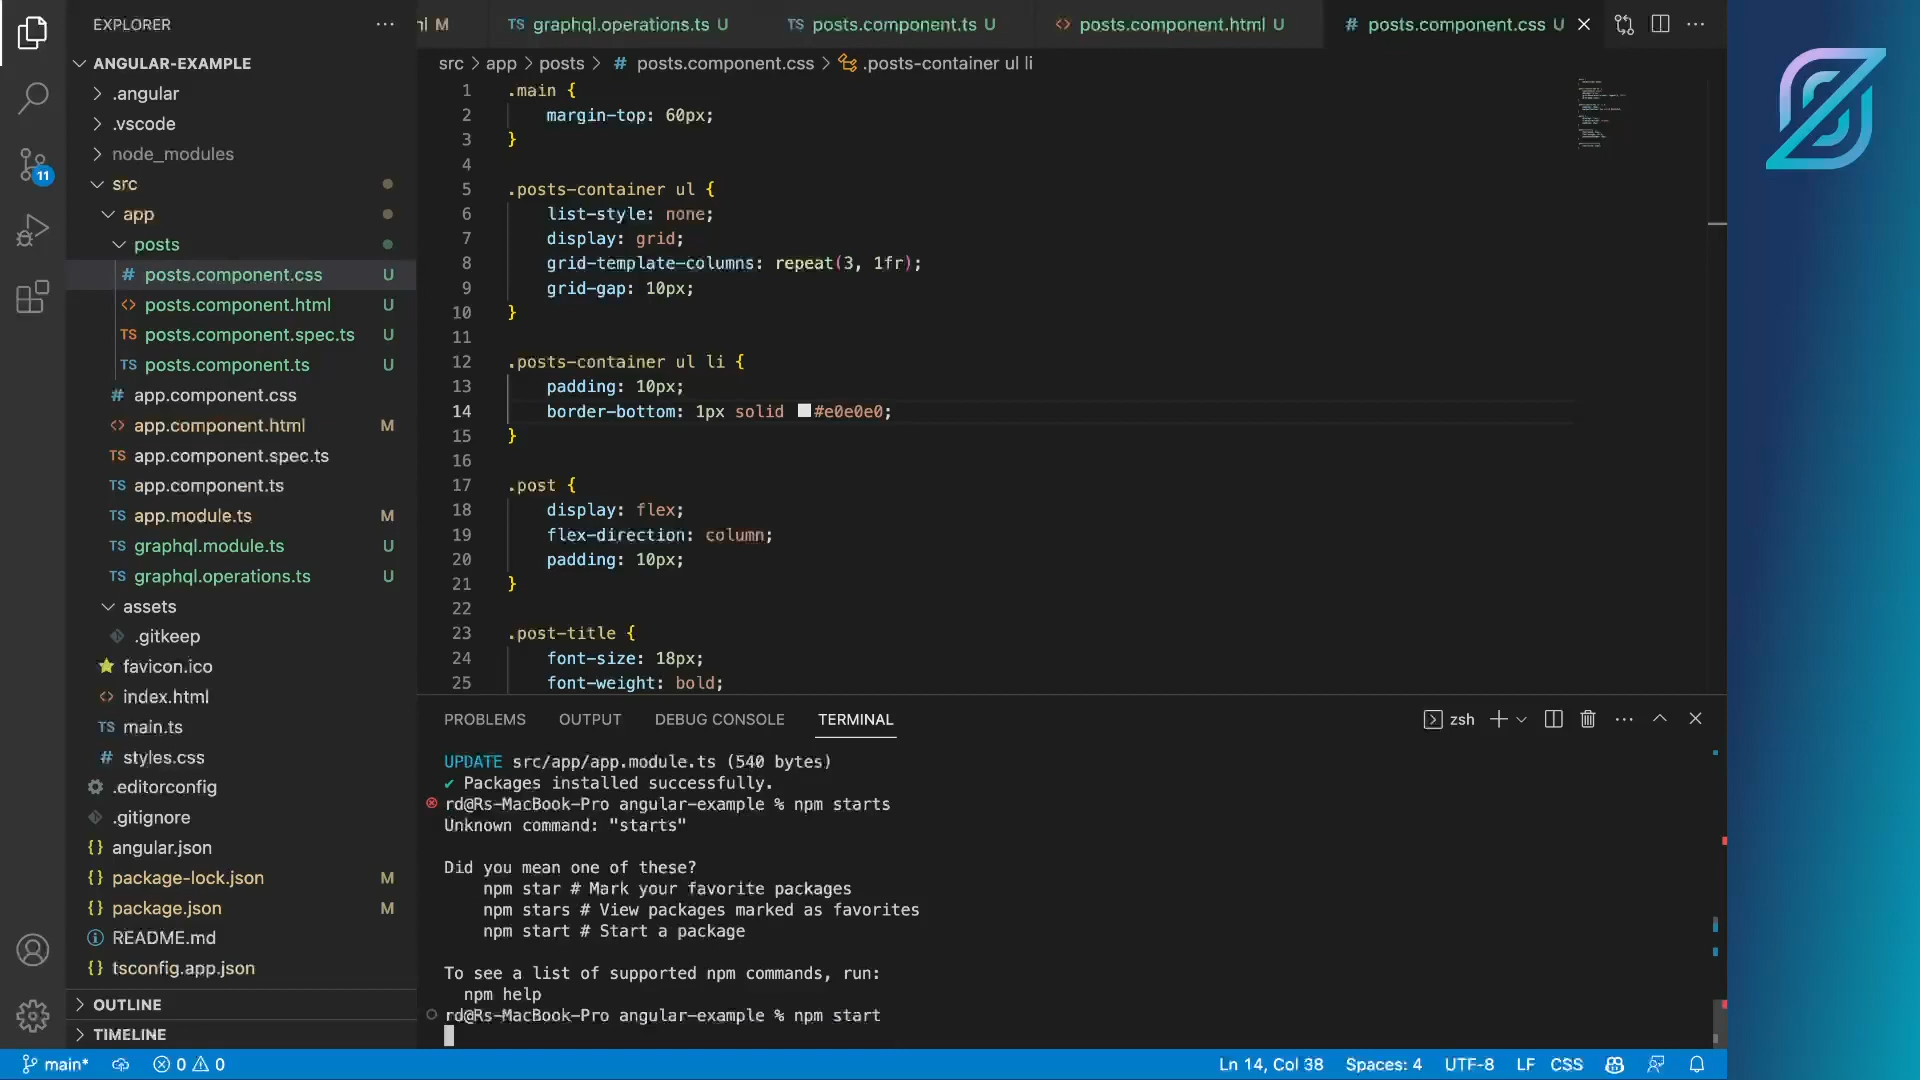 EXPLORER
ANGULAR-EXAMPLE
.angular
.vscode
node_modules
src
app
posts
posts.component.css U
posts.component.html U
posts.component.spec.ts U
posts.component.ts U
app.component.css
app.component.html M
app.component.spec.ts
app.component.ts
app.module.ts M
graphql.module.ts U
graphql.operations.ts U
assets
.gitkeep
favicon.ico
index.html
main.ts
styles.css
.editorconfig
.gitignore
angular.json
package-lock.json M
package.json M
README.md
tsconfig.app.json
OUTLINE
TIMELINE
11
nl M TS graphql.operations.ts U TS posts.component.ts U <> posts.component.html U # posts.component.css U
src > app > posts > # posts.component.css > .posts-container ul li
1 .main {
2 margin-top: 60px;
3 }
4
5 .posts-container ul {
6 list-style: none;
7 display: grid;
8 grid-template-columns: repeat(3, 1fr);
9 grid-gap: 10px;
10 }
11
12 .posts-container ul li {
13 padding: 10px;
14 border-bottom: 1px solid #e0e0e0;
15 }
16
17 .post {
18 display: flex;
19 flex-direction: column;
20 padding: 10px;
21 }
22
23 .post-title {
24 font-size: 18px;
25 font-weight: bold;
PROBLEMS OUTPUT DEBUG CONSOLE TERMINAL zsh
UPDATE src/app/app.module.ts (540 bytes)
✔ Packages installed successfully.
rd@Rs-MacBook-Pro angular-example % npm starts
Unknown command: "starts"
Did you mean one of these?
npm star # Mark your favorite packages
npm stars # View packages marked as favorites
npm start # Start a package
To see a list of supported npm commands, run:
npm help
rd@Rs-MacBook-Pro angular-example % npm start
main* 0 0 Ln 14, Col 38 Spaces: 4 UTF-8 LF CSS